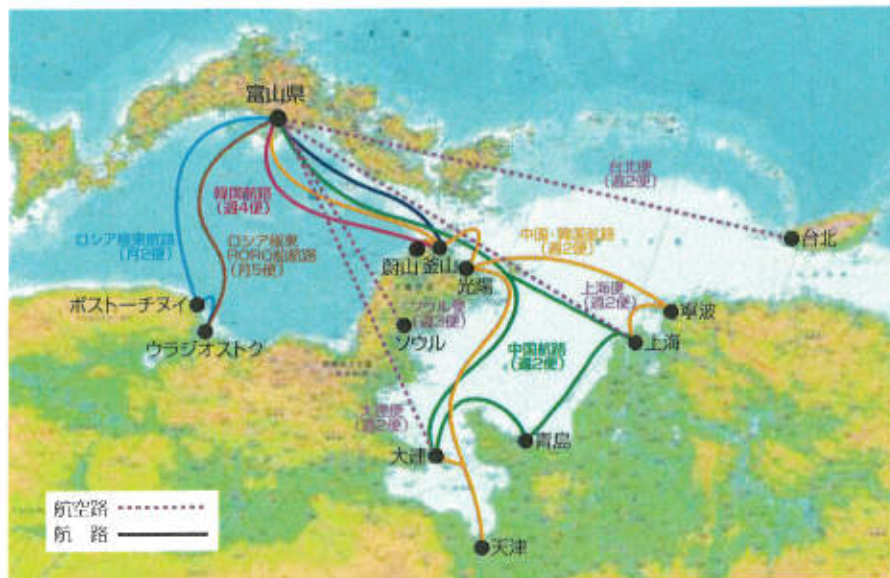 富山県
台北便
(週2便)
韓国航路
(週4便)
中国・韓国航路
(週2便)
台北
ロシア極東航路
(月2便)
ロシア極東
RORO船航路
(月5便)
蔚山
釜山
光陽
上海便
(週2便)
ボストーチヌイ
ソウル便
(週2便)
寧波
ウラジオストク
ソウル
上海
中国航路
(週2便)
大連便
(週2便)
大連
青島
航空路
航 路
天津